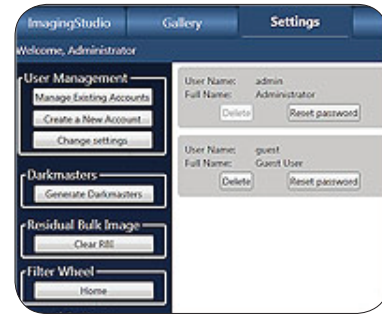 ImagingStudio Gallery Settings
Welcome, Administrator
User Management
Manage Existing Accounts
Create a New Account
Change settings
Darkmasters
Generate Darkmasters
Residual Bulk Image
Clear RBI
Filter Wheel
Home
User Name: admin
Full Name: Administrator
Delete Reset password
User Name: guest
Full Name: Guest User
Delete Reset password